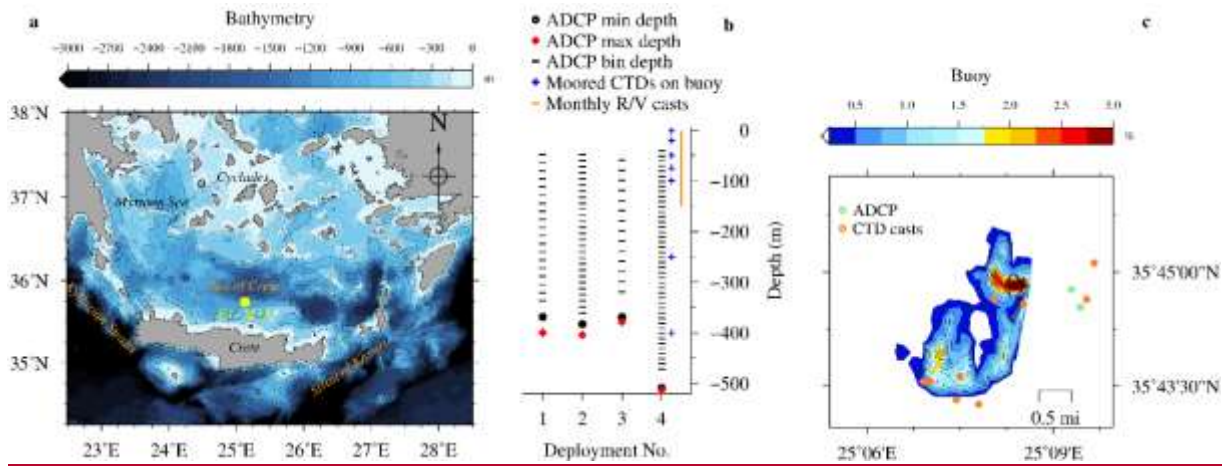 a
Bathymetry
−3000 −2700 −2400 −2100 −1800 −1500 −1200 −900 −600 −300 0
m
38°N
37°N
36°N
35°N
N
Cyclades
Sea of Crete
Crete
23°E 24°E 25°E 26°E 27°E 28°E
ADCP min depth
ADCP max depth
ADCP bin depth
Moored CTDs on buoy
Monthly R/V casts
b
0
−100
−200
−300
−400
−500
Depth (m)
1 2 3 4
Deployment No.
c
Buoy
0.5 1.0 1.5 2.0 2.5 3.0
%
ADCP
CTD casts
35°45'00"N
35°43'30"N
0.5 mi
25°06'E 25°09'E